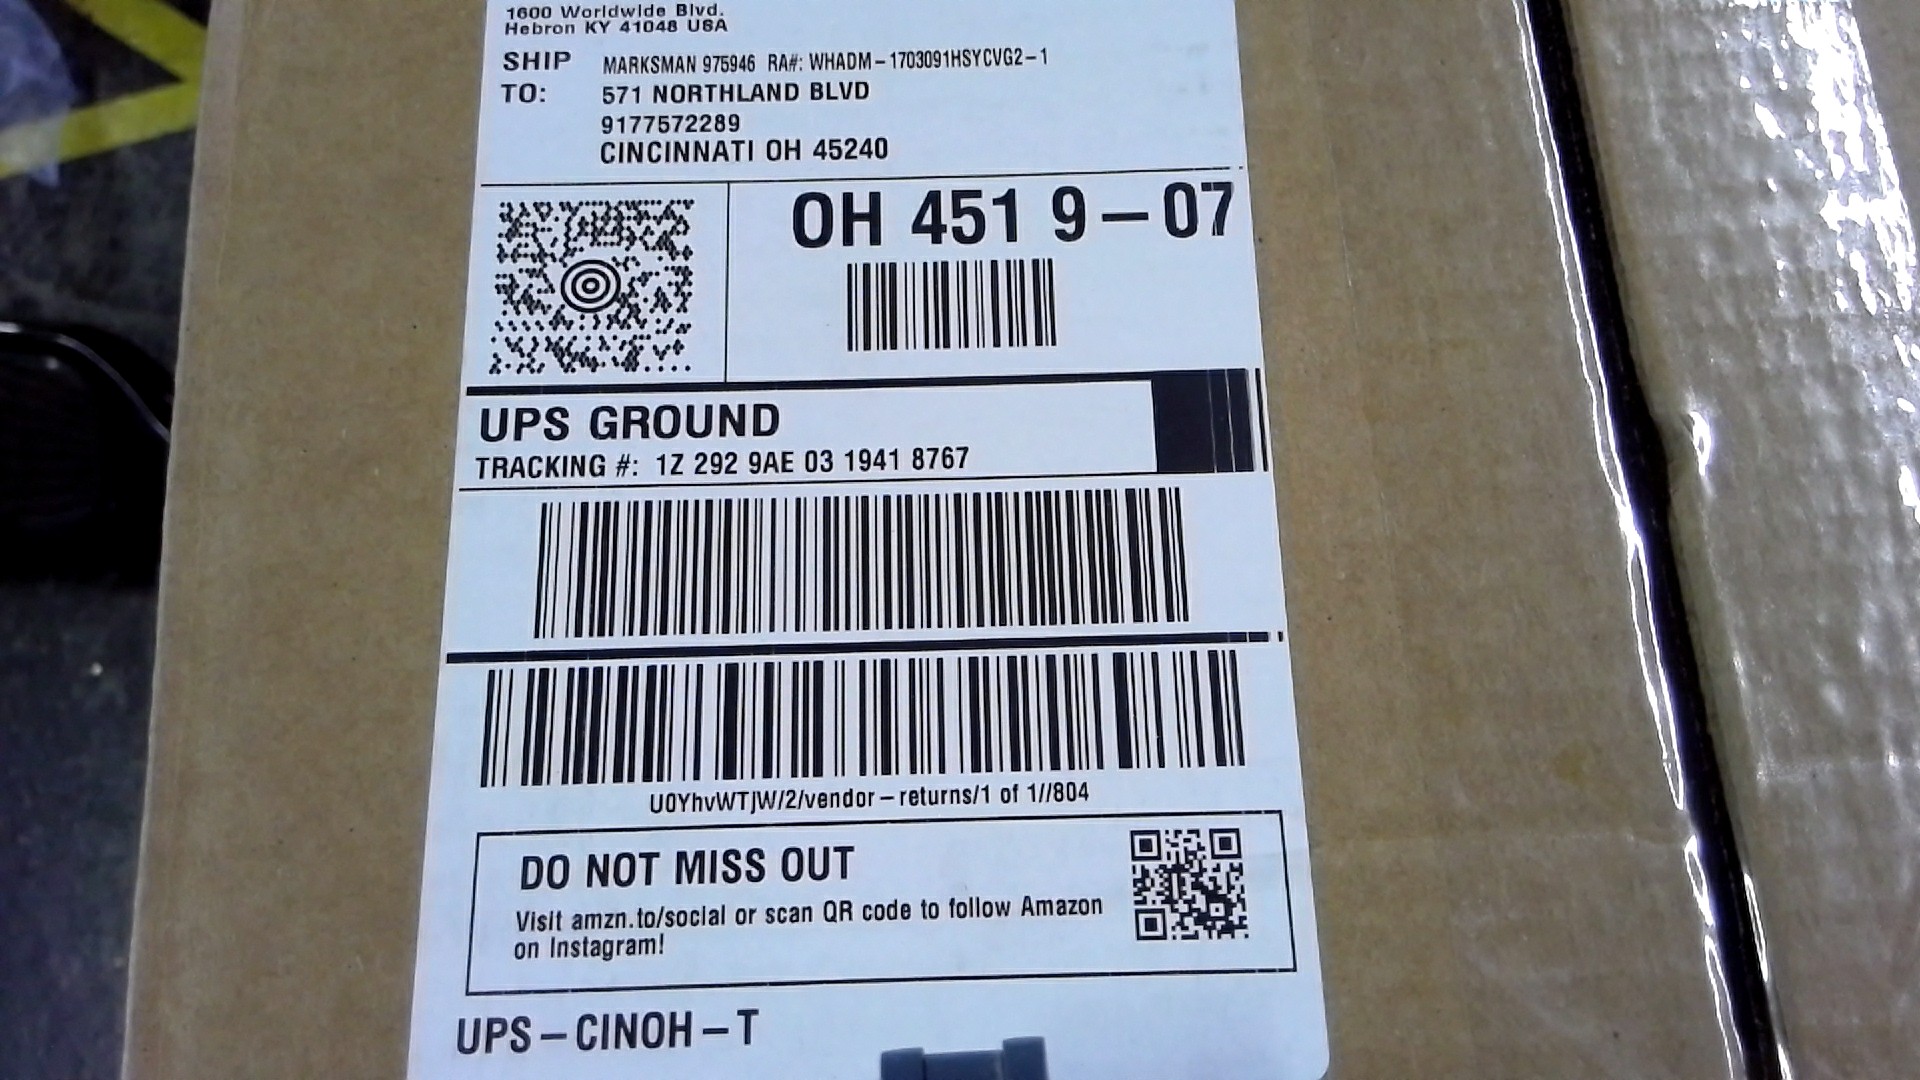 1600 Worldwide Blvd.
Hebron KY 41048 USA
SHIP MARKSMAN 975946 RA#: WHADM-1703091HSYCVG2-1
TO: 571 NORTHLAND BLVD
9177572289
CINCINNATI OH 45240
OH 451 9-07
UPS GROUND
TRACKING #: 1Z 292 9AE 03 1941 8767
U0YhvWTjW/2/vendor-returns/1 of 1//804
DO NOT MISS OUT
Visit amzn.to/social or scan QR code to follow Amazon
on Instagram!
UPS-CINOH-T